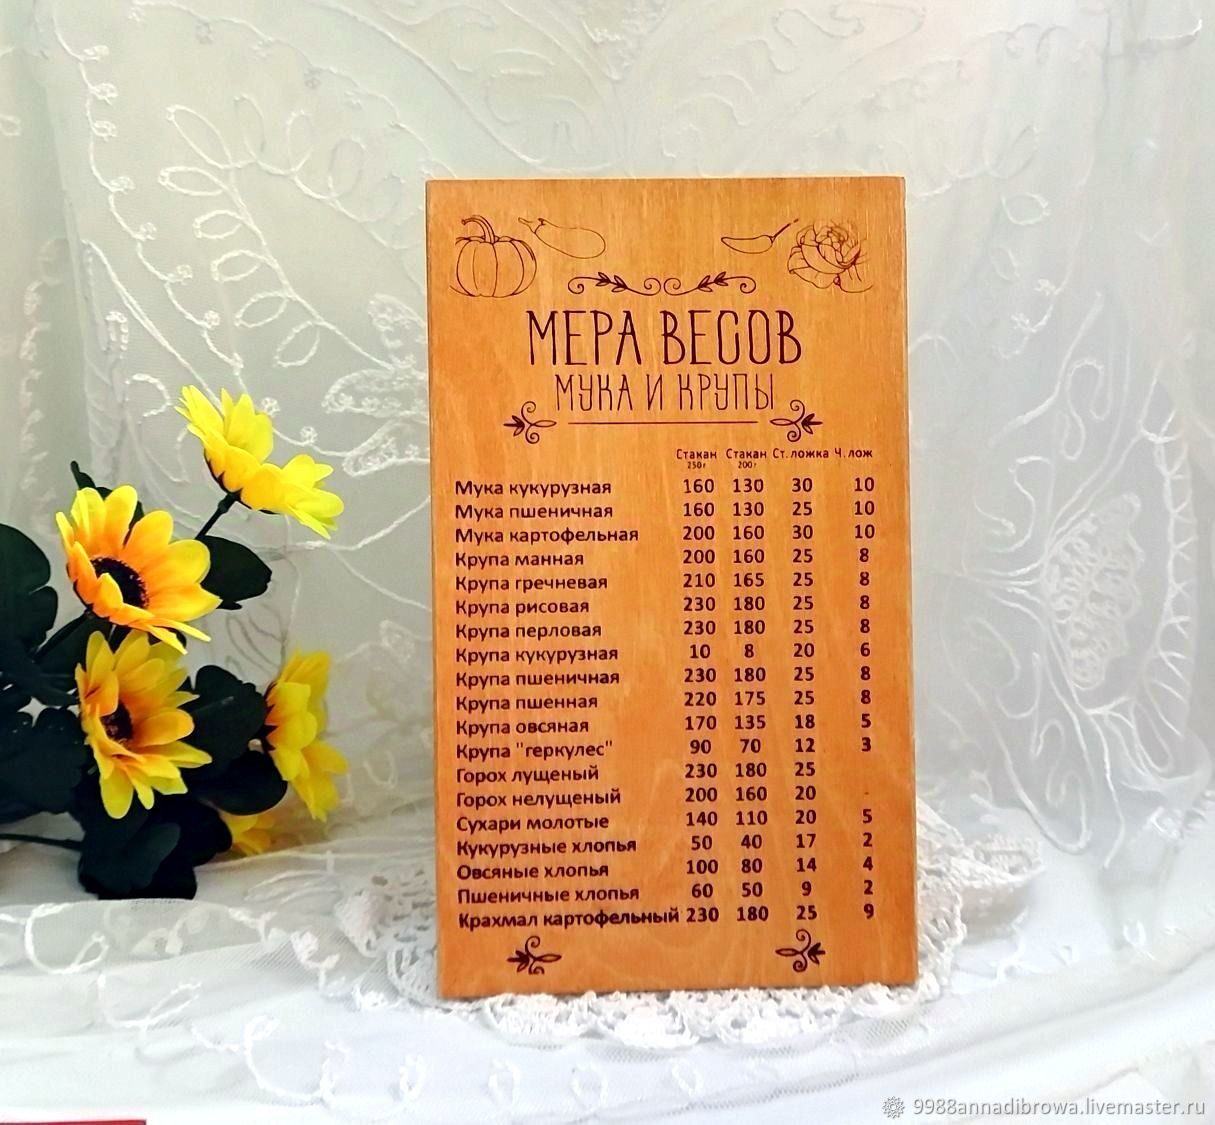 МЕРА ВЕСОВ
МУКА И КРУПЫ
Стакан 250г Стакан 200г Ст.ложка Ч.лож
Мука кукурузная 160 130 30 10
Мука пшеничная 160 130 25 10
Мука картофельная 200 160 30 10
Крупа манная 200 160 25 8
Крупа гречневая 210 165 25 8
Крупа рисовая 230 180 25 8
Крупа перловая 230 180 25 8
Крупа кукурузная 10 8 20 6
Крупа пшеничная 230 180 25 8
Крупа пшенная 220 175 25 8
Крупа овсяная 170 135 18 5
Крупа "геркулес" 90 70 12 3
Горох лущеный 230 180 25
Горох нелущеный 200 160 20 -
Сухари молотые 140 110 20 5
Кукурузные хлопья 50 40 17 2
Овсяные хлопья 100 80 14 4
Пшеничные хлопья 60 50 9 2
Крахмал картофельный 230 180 25 9
9988annadibrowa.livemaster.ru